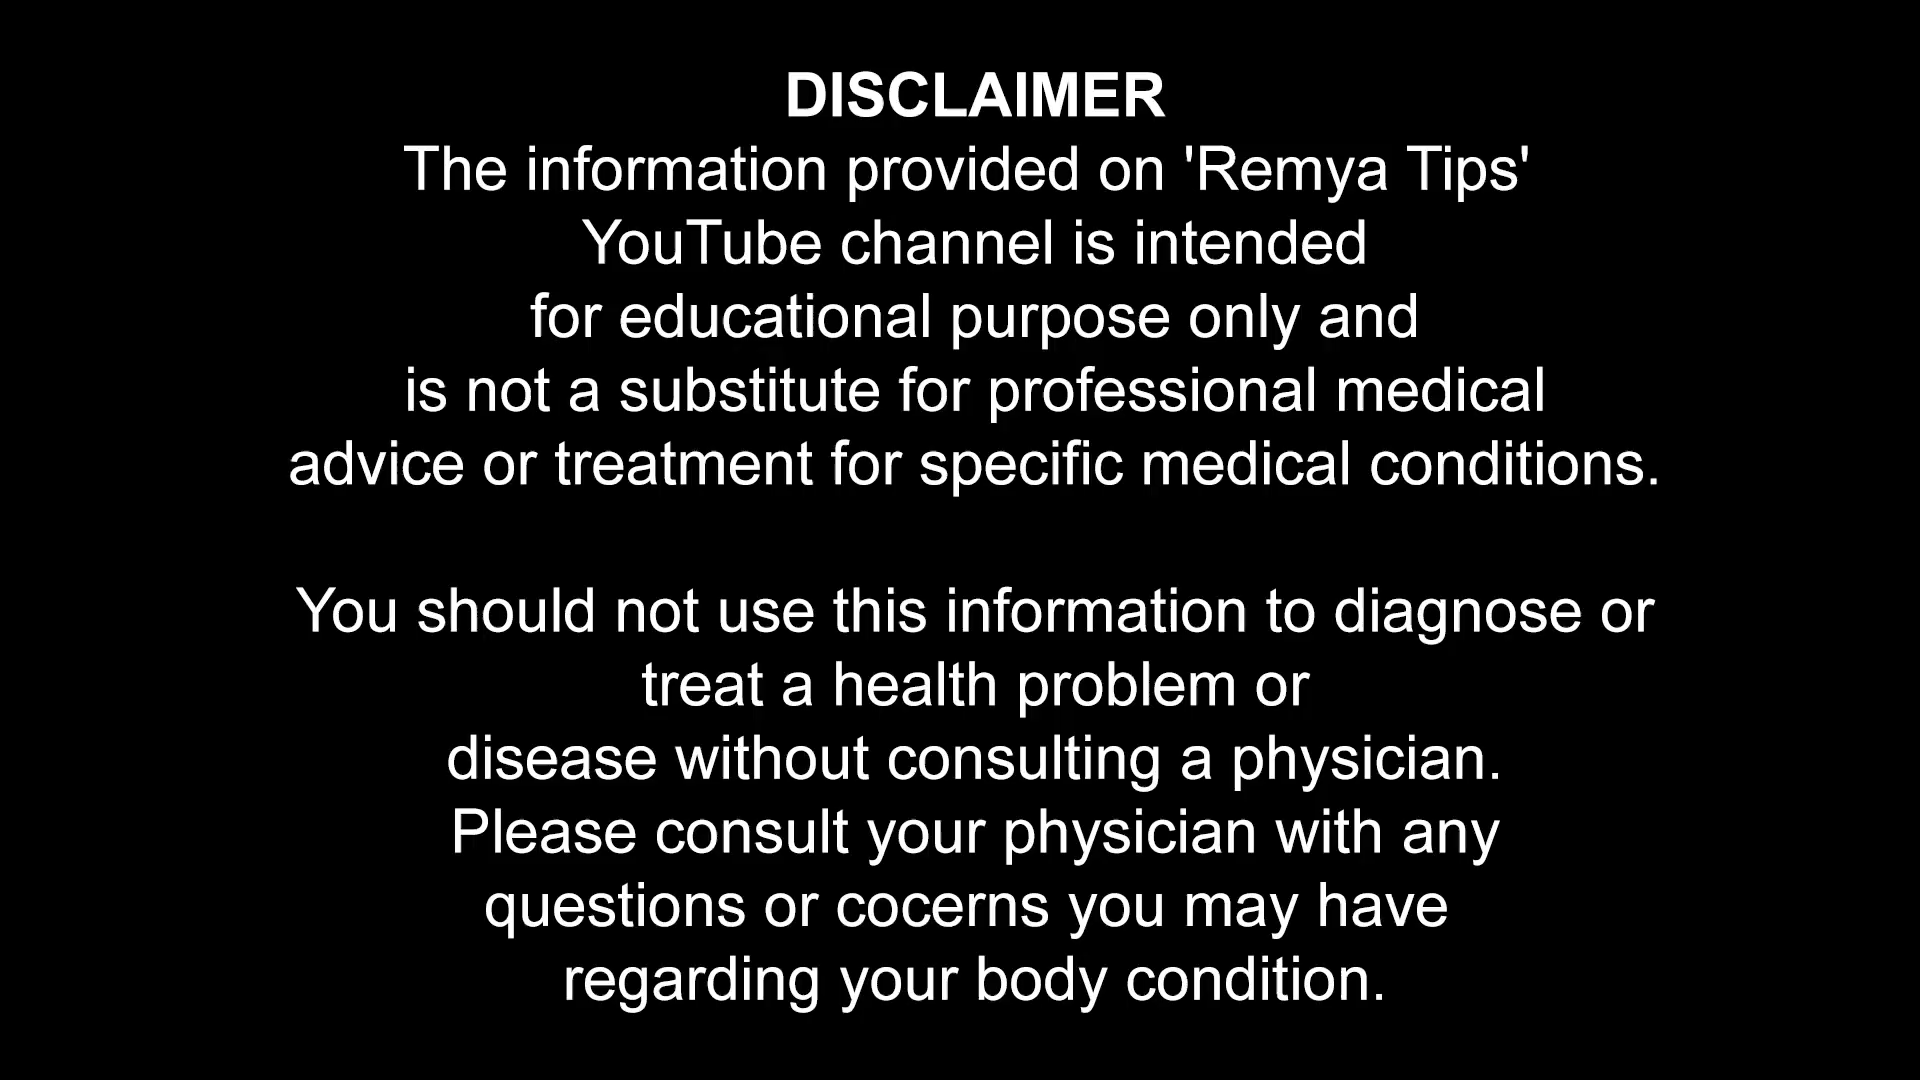 DISCLAIMER
The information provided on 'Remya Tips'
YouTube channel is intended
for educational purpose only and
is not a substitute for professional medical
advice or treatment for specific medical conditions.
You should not use this information to diagnose or
treat a health problem or
disease without consulting a physician.
Please consult your physician with any
questions or cocerns you may have
regarding your body condition.